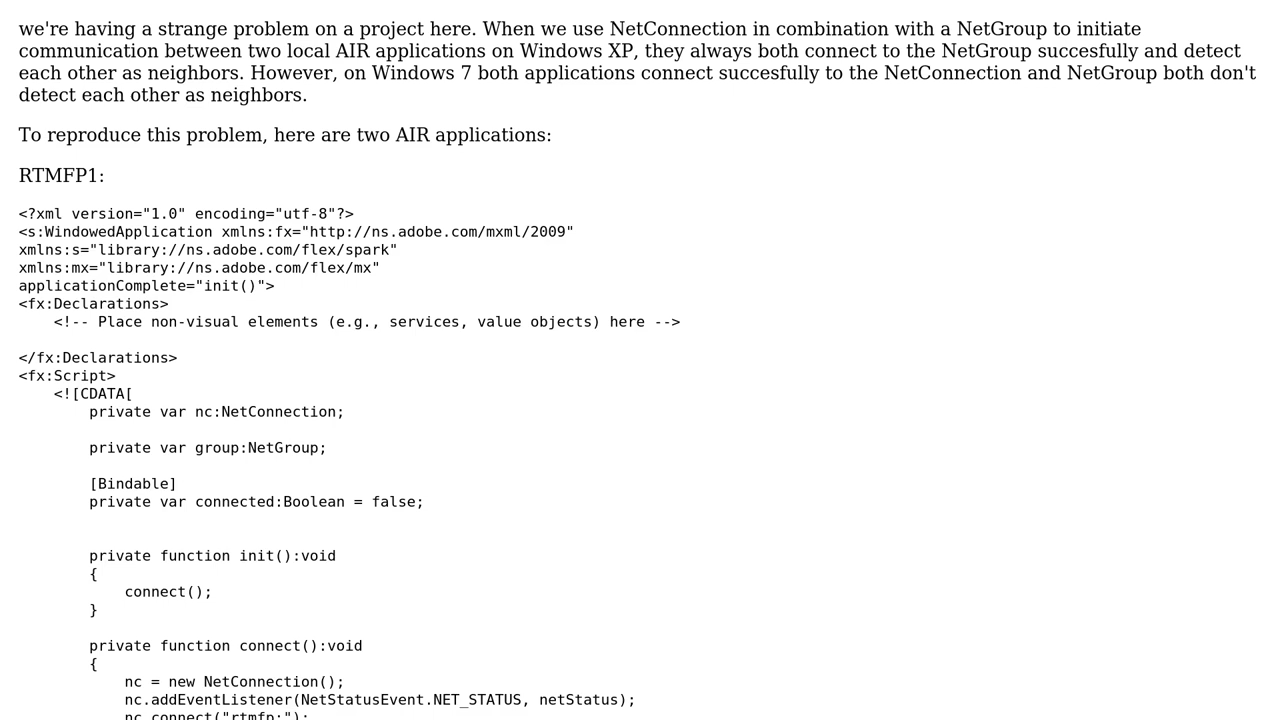 we're having a strange problem on a project here. When we use NetConnection in combination with a NetGroup to initiate
communication between two local AIR applications on Windows XP, they always both connect to the NetGroup succesfully and detect
each other as neighbors. However, on Windows 7 both applications connect succesfully to the NetConnection and NetGroup both don't
detect each other as neighbors.
To reproduce this problem, here are two AIR applications:
RTMFP1:
<?xml version="1.0" encoding="utf-8"?>
<s:WindowedApplication xmlns:fx="http://ns.adobe.com/mxml/2009"
xmlns:s="library://ns.adobe.com/flex/spark"
xmlns:mx="library://ns.adobe.com/flex/mx"
applicationComplete="init()">
<fx:Declarations>
    <!-- Place non-visual elements (e.g., services, value objects) here -->
</fx:Declarations>
<fx:Script>
    <![CDATA[
        private var nc:NetConnection;
        private var group:NetGroup;
        [Bindable]
        private var connected:Boolean = false;
        private function init():void
        {
            connect();
        }
        private function connect():void
        {
            nc = new NetConnection();
            nc.addEventListener(NetStatusEvent.NET_STATUS, netStatus);
            nc.connect("rtmfp:");